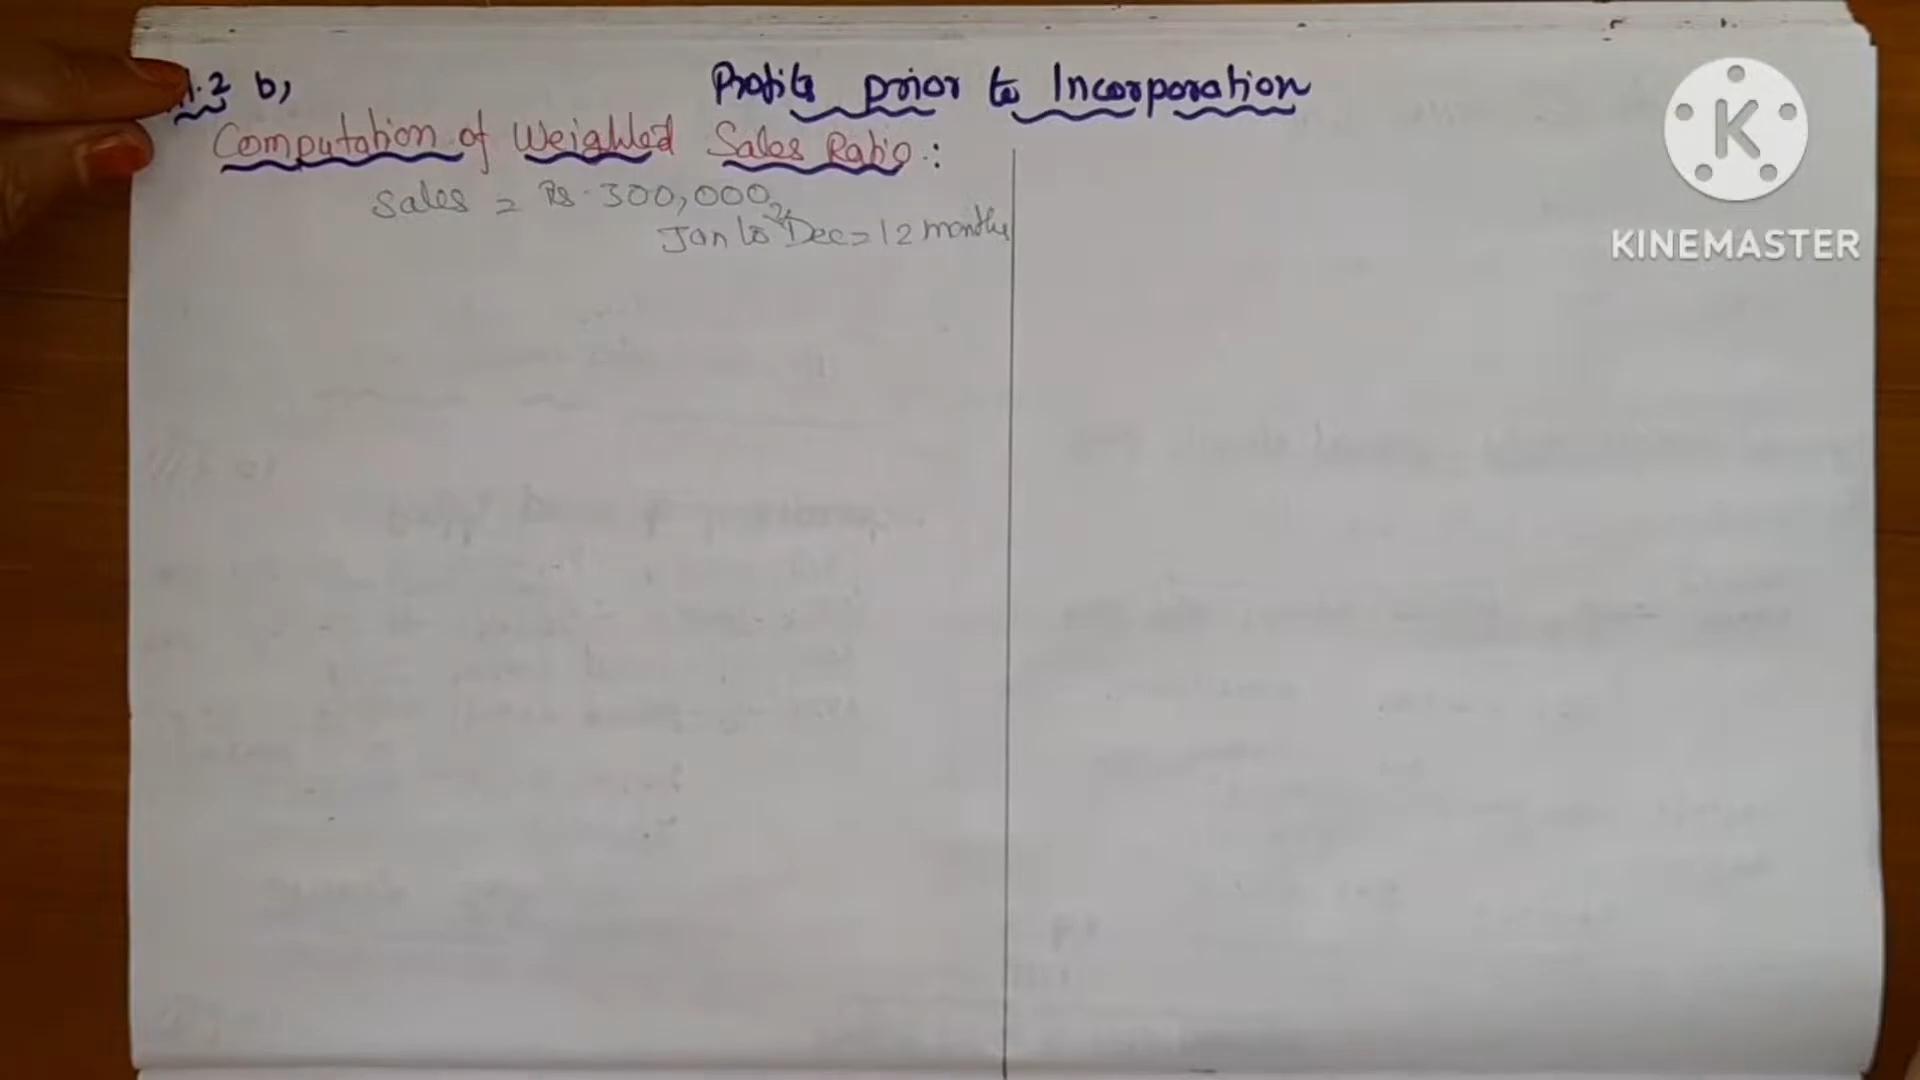 1.2 b, Profits prior to Incorporation
Computation of Weighted Sales Ratio :
Sales = Rs. 300,000
Jan to Dec = 12 months
K
KINEMASTER